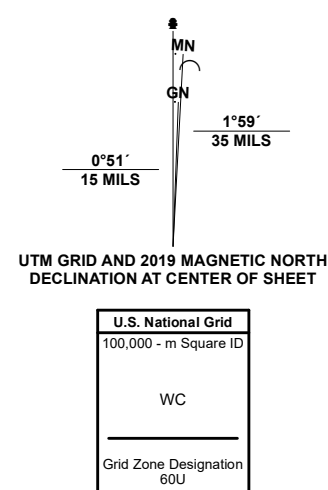 MN
GN
1°59´
35 MILS
0°51´
15 MILS
UTM GRID AND 2019 MAGNETIC NORTH
DECLINATION AT CENTER OF SHEET
U.S. National Grid
100,000 - m Square ID
WC
Grid Zone Designation
60U